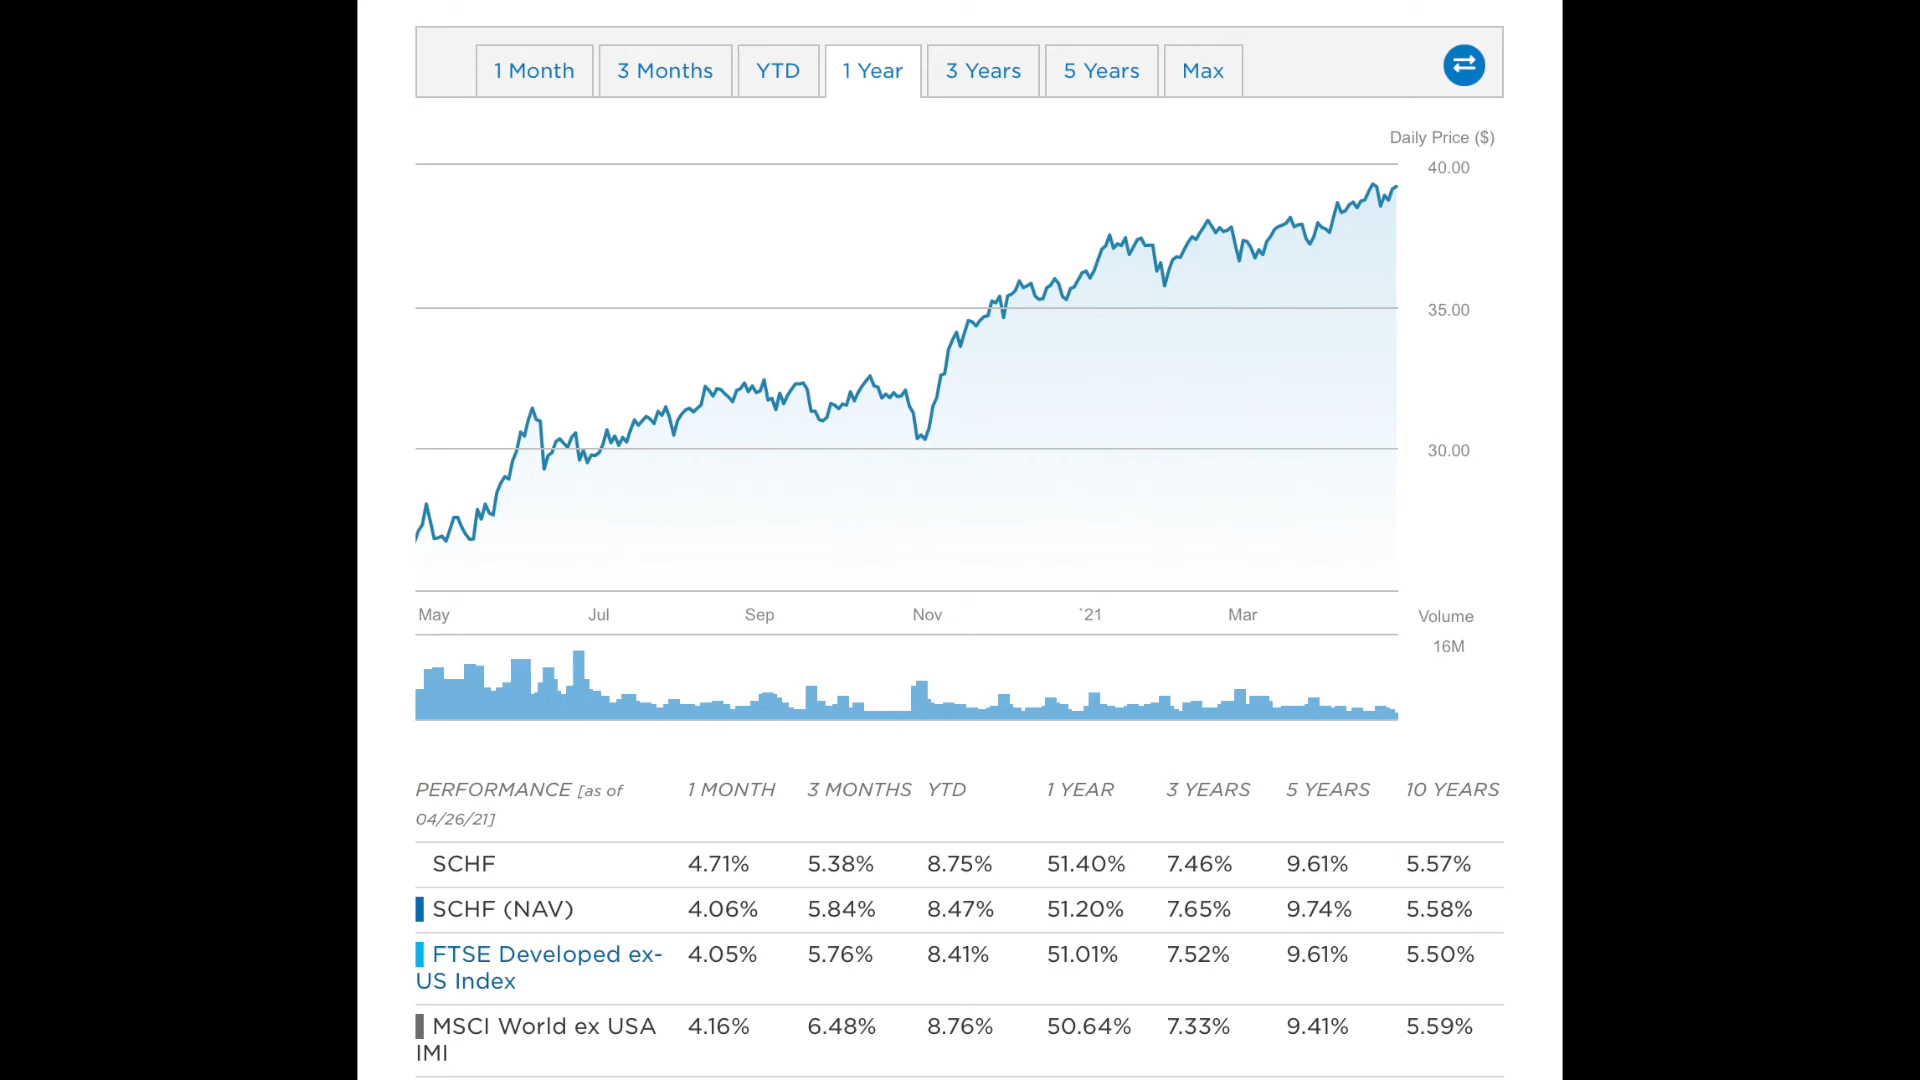 1 Month 3 Months YTD 1 Year 3 Years 5 Years Max
Daily Price ($)
40.00
35.00
30.00
May Jul Sep Nov `21 Mar
Volume
16M
PERFORMANCE [as of 04/26/21] 1 MONTH 3 MONTHS YTD 1 YEAR 3 YEARS 5 YEARS 10 YEARS
SCHF 4.71% 5.38% 8.75% 51.40% 7.46% 9.61% 5.57%
SCHF (NAV) 4.06% 5.84% 8.47% 51.20% 7.65% 9.74% 5.58%
FTSE Developed ex-US Index 4.05% 5.76% 8.41% 51.01% 7.52% 9.61% 5.50%
MSCI World ex USA IMI 4.16% 6.48% 8.76% 50.64% 7.33% 9.41% 5.59%